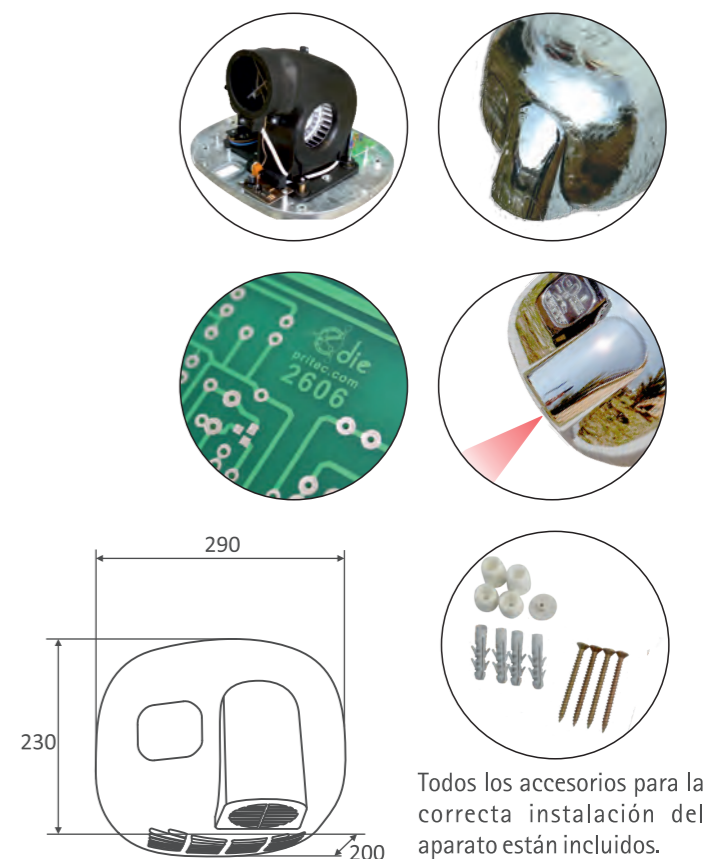 edie
pritec.com
2606
290
230
200
Todos los accesorios para la
correcta instalación del
aparato están incluidos.